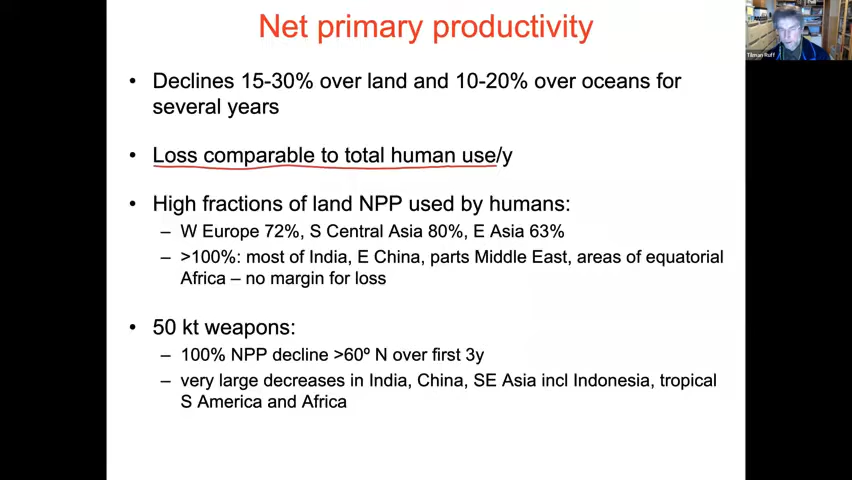 Net primary productivity
Tilman Ruff
• Declines 15-30% over land and 10-20% over oceans for
several years
• Loss comparable to total human use/y
• High fractions of land NPP used by humans:
– W Europe 72%, S Central Asia 80%, E Asia 63%
– >100%: most of India, E China, parts Middle East, areas of equatorial
Africa – no margin for loss
• 50 kt weapons:
– 100% NPP decline >60º N over first 3y
– very large decreases in India, China, SE Asia incl Indonesia, tropical
S America and Africa